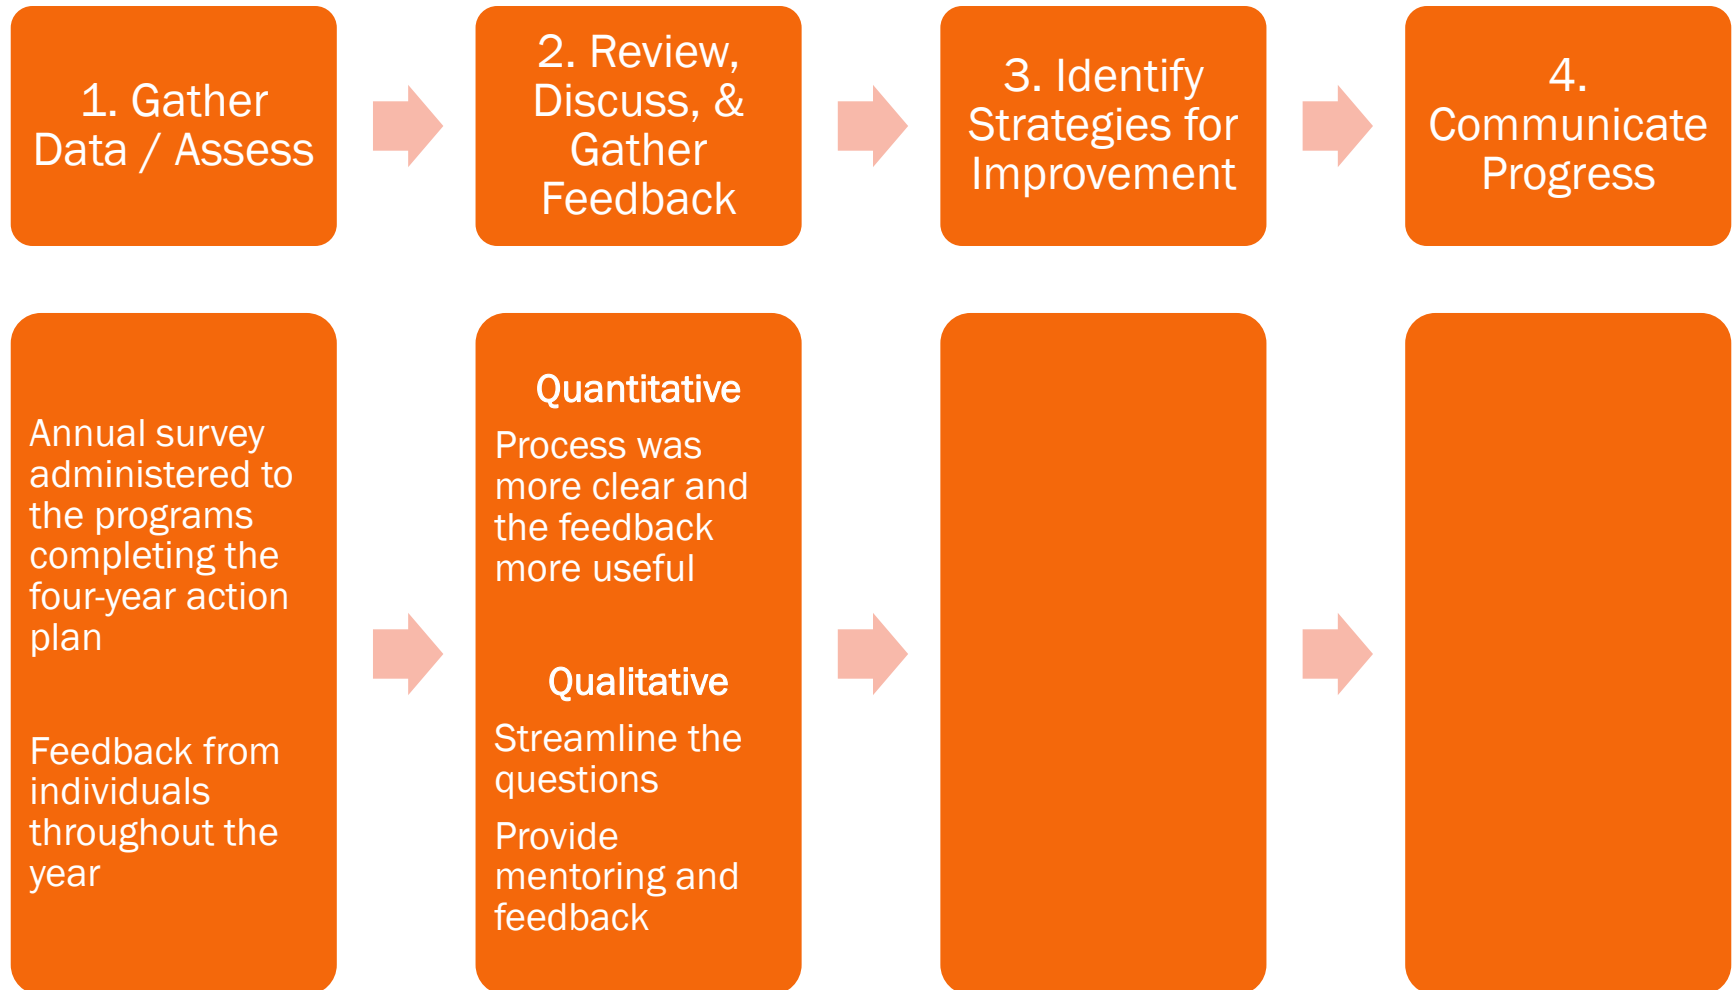 1. Gather
Data / Assess
2. Review,
Discuss, &
Gather
Feedback
3. Identify
Strategies for
Improvement
4.
Communicate
Progress
Annual survey
administered to
the programs
completing the
four-year action
plan
Feedback from
individuals
throughout the
year
Quantitative
Process was
more clear and
the feedback
more useful
Qualitative
Streamline the
questions
Provide
mentoring and
feedback